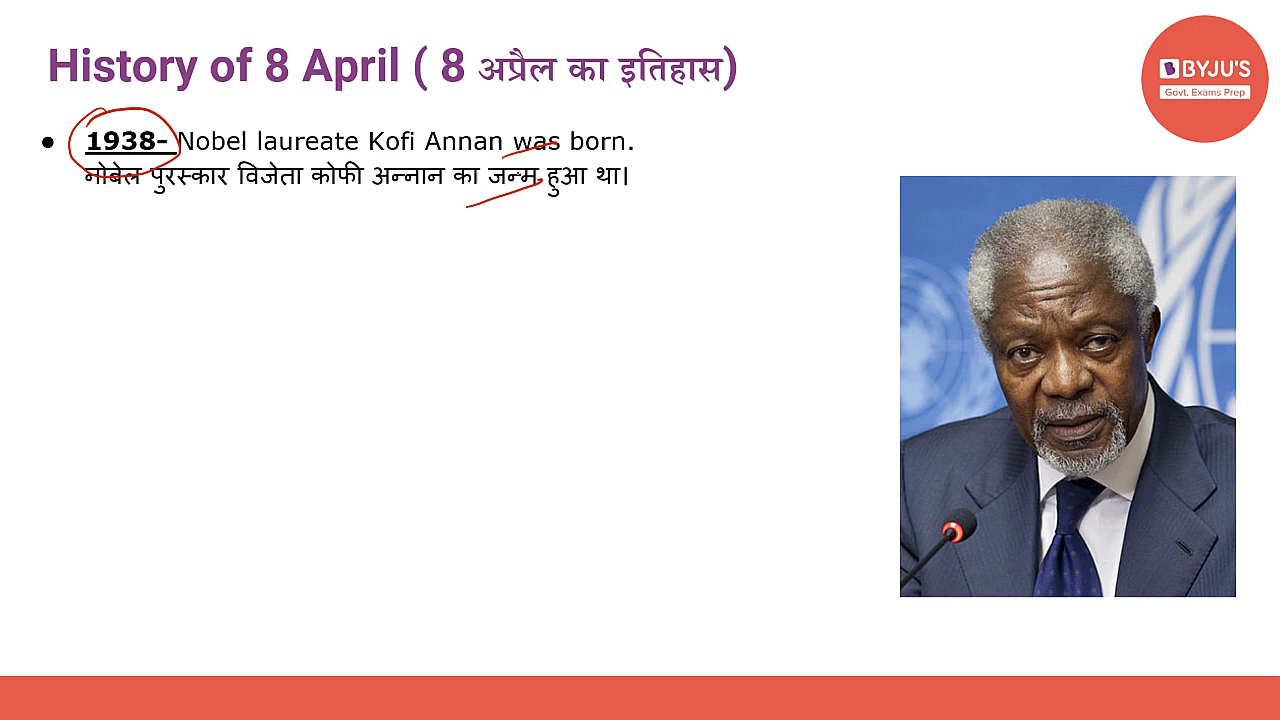 History of 8 April ( 8 अप्रैल का इतिहास)
BYJU'S
Govt. Exams Prep
● 1938- Nobel laureate Kofi Annan was born.
नोबेल पुरस्कार विजेता कोफी अन्नान का जन्म हुआ था।